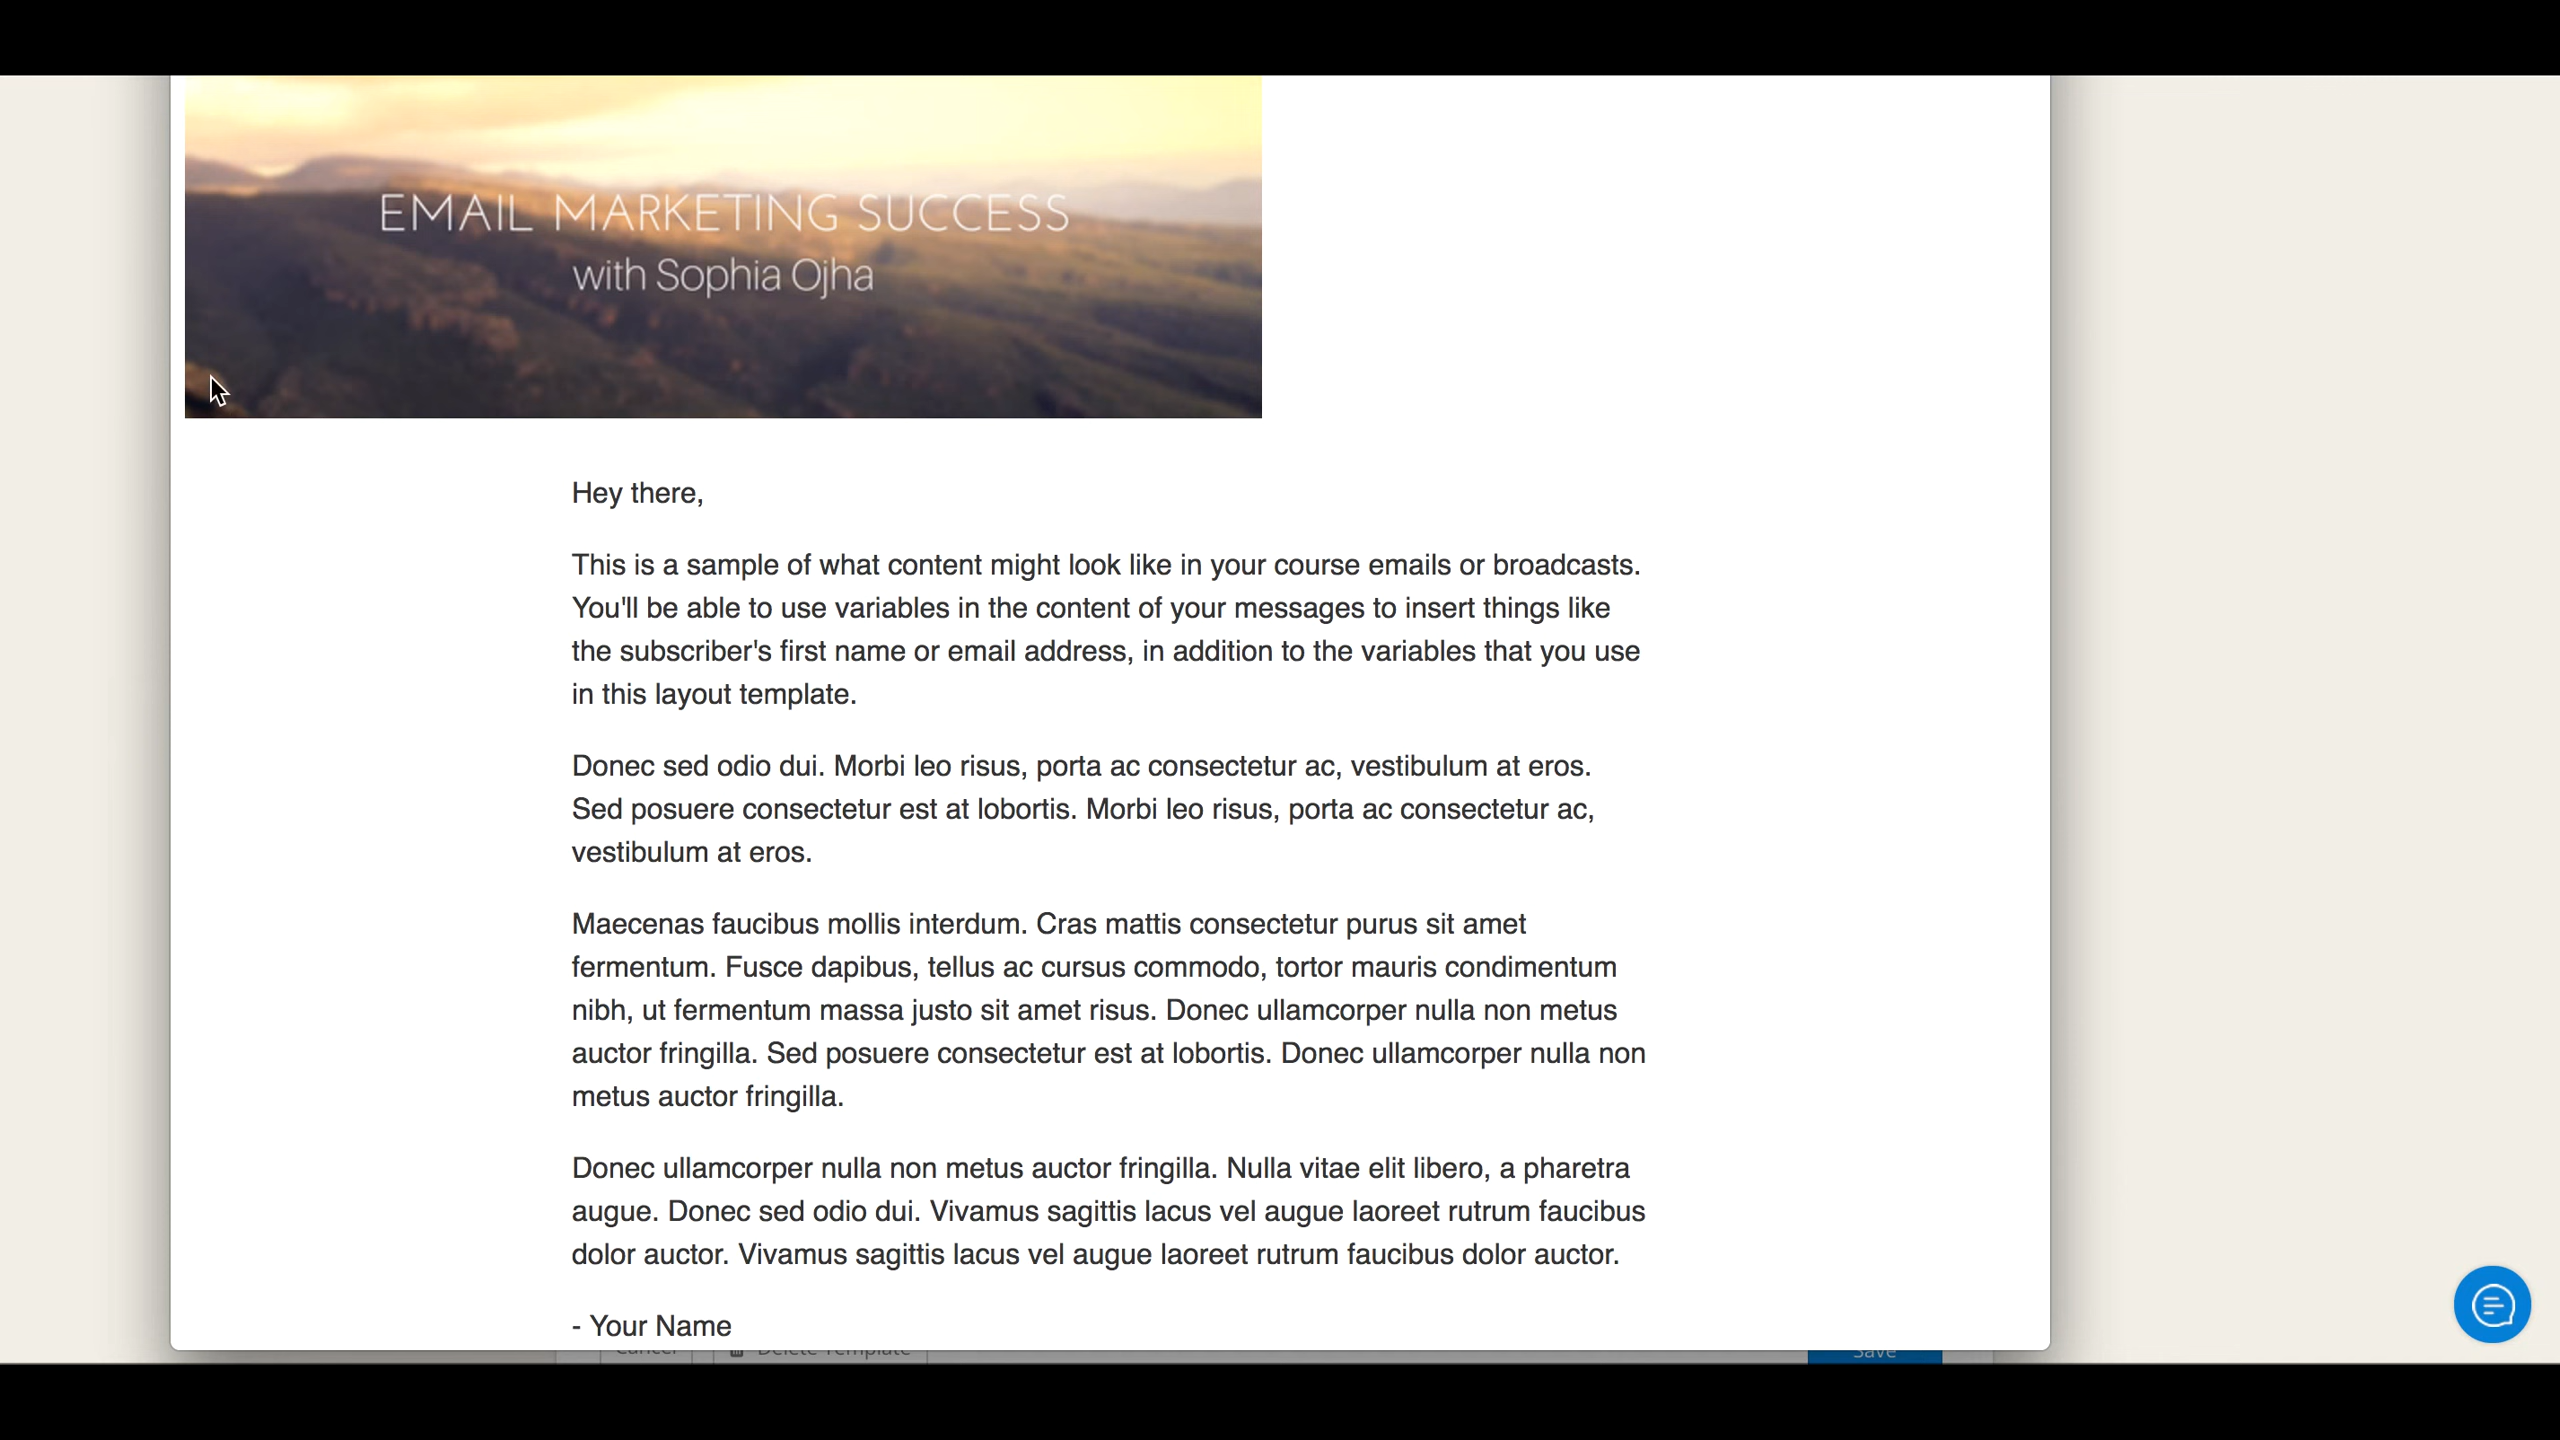 EMAIL MARKETING SUCCESS
with Sophia Ojha
Hey there,
This is a sample of what content might look like in your course emails or broadcasts.
You'll be able to use variables in the content of your messages to insert things like
the subscriber's first name or email address, in addition to the variables that you use
in this layout template.
Donec sed odio dui. Morbi leo risus, porta ac consectetur ac, vestibulum at eros.
Sed posuere consectetur est at lobortis. Morbi leo risus, porta ac consectetur ac,
vestibulum at eros.
Maecenas faucibus mollis interdum. Cras mattis consectetur purus sit amet
fermentum. Fusce dapibus, tellus ac cursus commodo, tortor mauris condimentum
nibh, ut fermentum massa justo sit amet risus. Donec ullamcorper nulla non metus
auctor fringilla. Sed posuere consectetur est at lobortis. Donec ullamcorper nulla non
metus auctor fringilla.
Donec ullamcorper nulla non metus auctor fringilla. Nulla vitae elit libero, a pharetra
augue. Donec sed odio dui. Vivamus sagittis lacus vel augue laoreet rutrum faucibus
dolor auctor. Vivamus sagittis lacus vel augue laoreet rutrum faucibus dolor auctor.
- Your Name
Cancel Delete Template Save